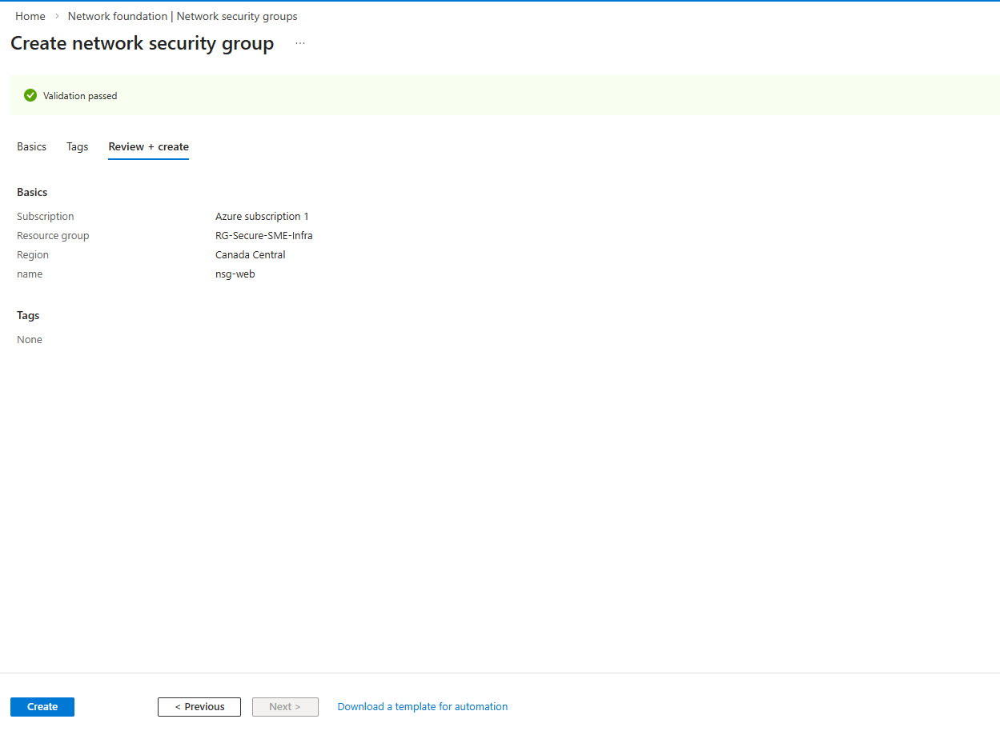 Home > Network foundation | Network security groups
Create network security group ...
Validation passed
Basics Tags Review + create
Basics
Subscription Azure subscription 1
Resource group RG-Secure-SME-Infra
Region Canada Central
name nsg-web
Tags
None
Create < Previous Next > Download a template for automation